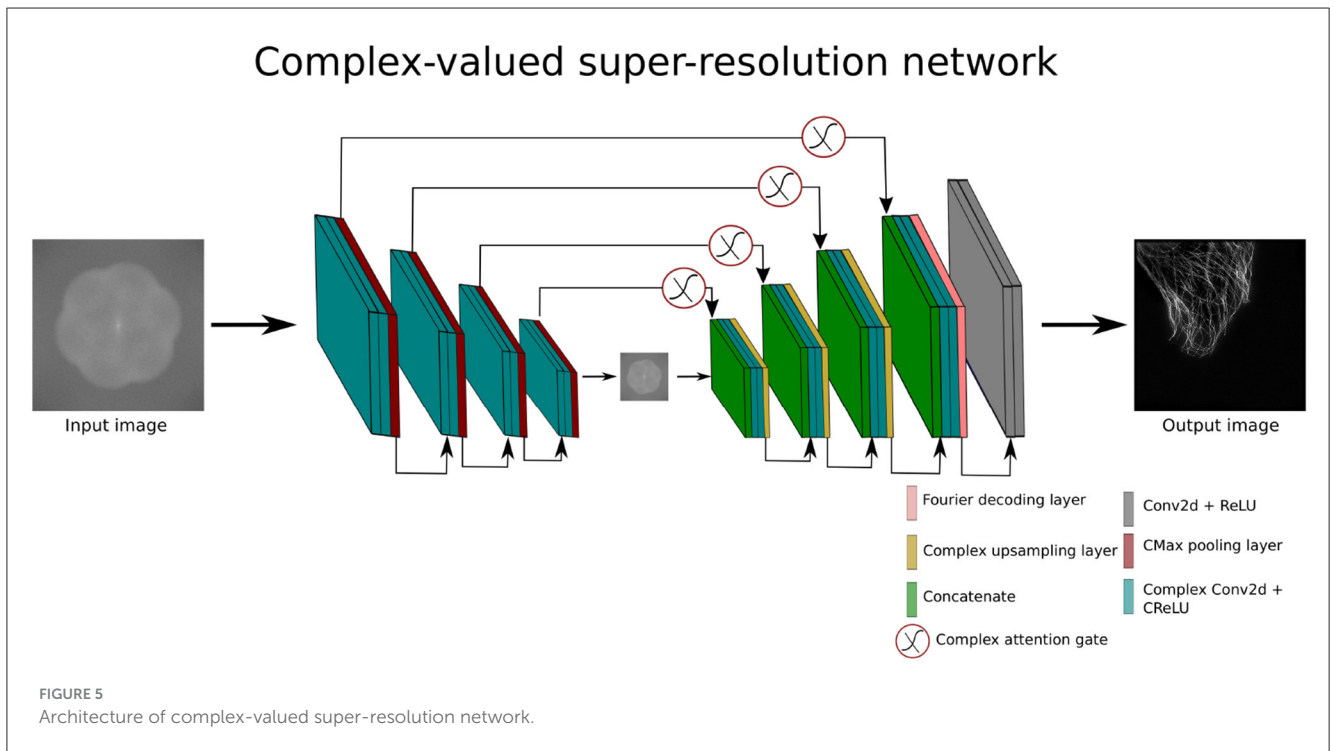 Complex-valued super-resolution network
Input image
Output image
Fourier decoding layer
Conv2d + ReLU
Complex upsampling layer
CMax pooling layer
Concatenate
Complex Conv2d +
CReLU
Complex attention gate
FIGURE 5
Architecture of complex-valued super-resolution network.